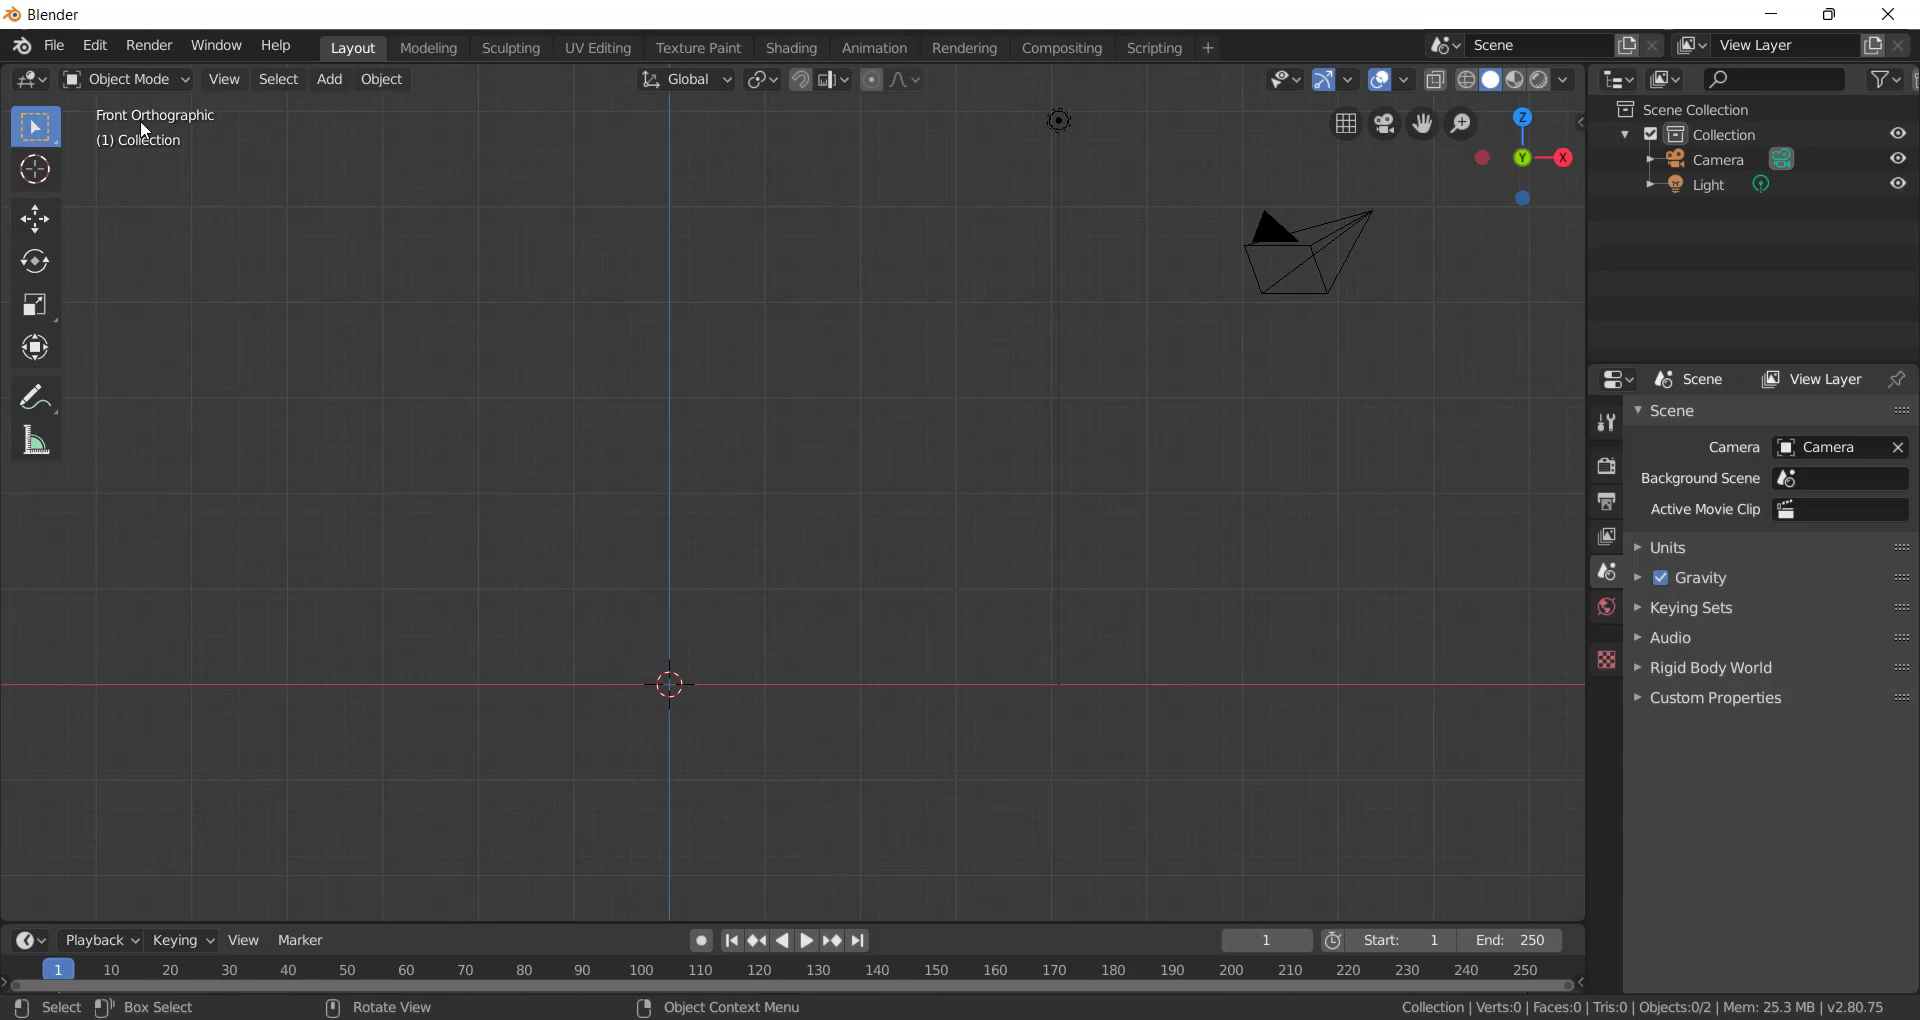 Blender
File Edit Render Window Help Layout Modeling Sculpting UV Editing Texture Paint Shading Animation Rendering Compositing Scripting + Scene View Layer
Object Mode View Select Add Object Global
Front Orthographic
(1) Collection
Z
Y
X
Scene Collection
Collection
Camera
Light
Scene View Layer
Scene
Camera Camera
Background Scene
Active Movie Clip
Units
Gravity
Keying Sets
Audio
Rigid Body World
Custom Properties
Playback Keying View Marker 1 Start: 1 End: 250
1 10 20 30 40 50 60 70 80 90 100 110 120 130 140 150 160 170 180 190 200 210 220 230 240 250
Select Box Select Rotate View Object Context Menu Collection | Verts:0 | Faces:0 | Tris:0 | Objects:0/2 | Mem: 25.3 MB | v2.80.75